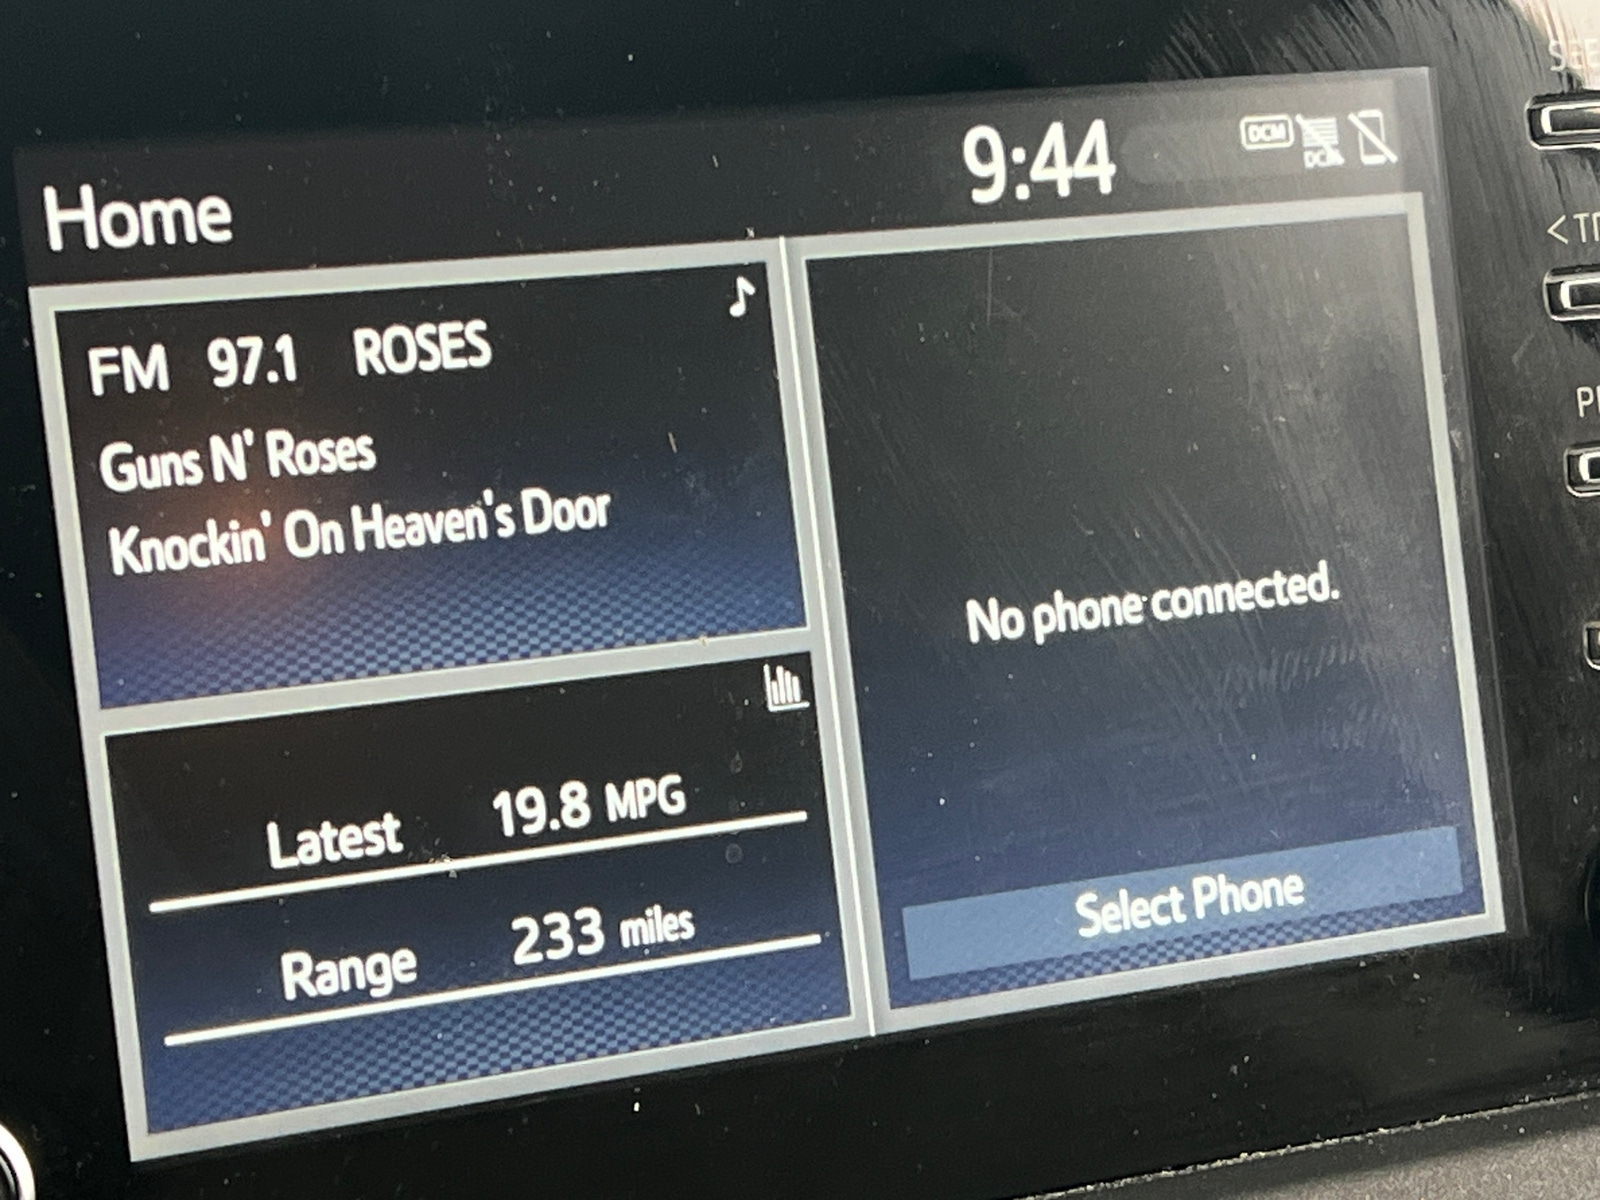 Home
9:44
DCM
DCM
FM 97.1 ROSES
Guns N' Roses
Knockin' On Heaven's Door
Latest 19.8 MPG
Range 233 miles
No phone connected.
Select Phone